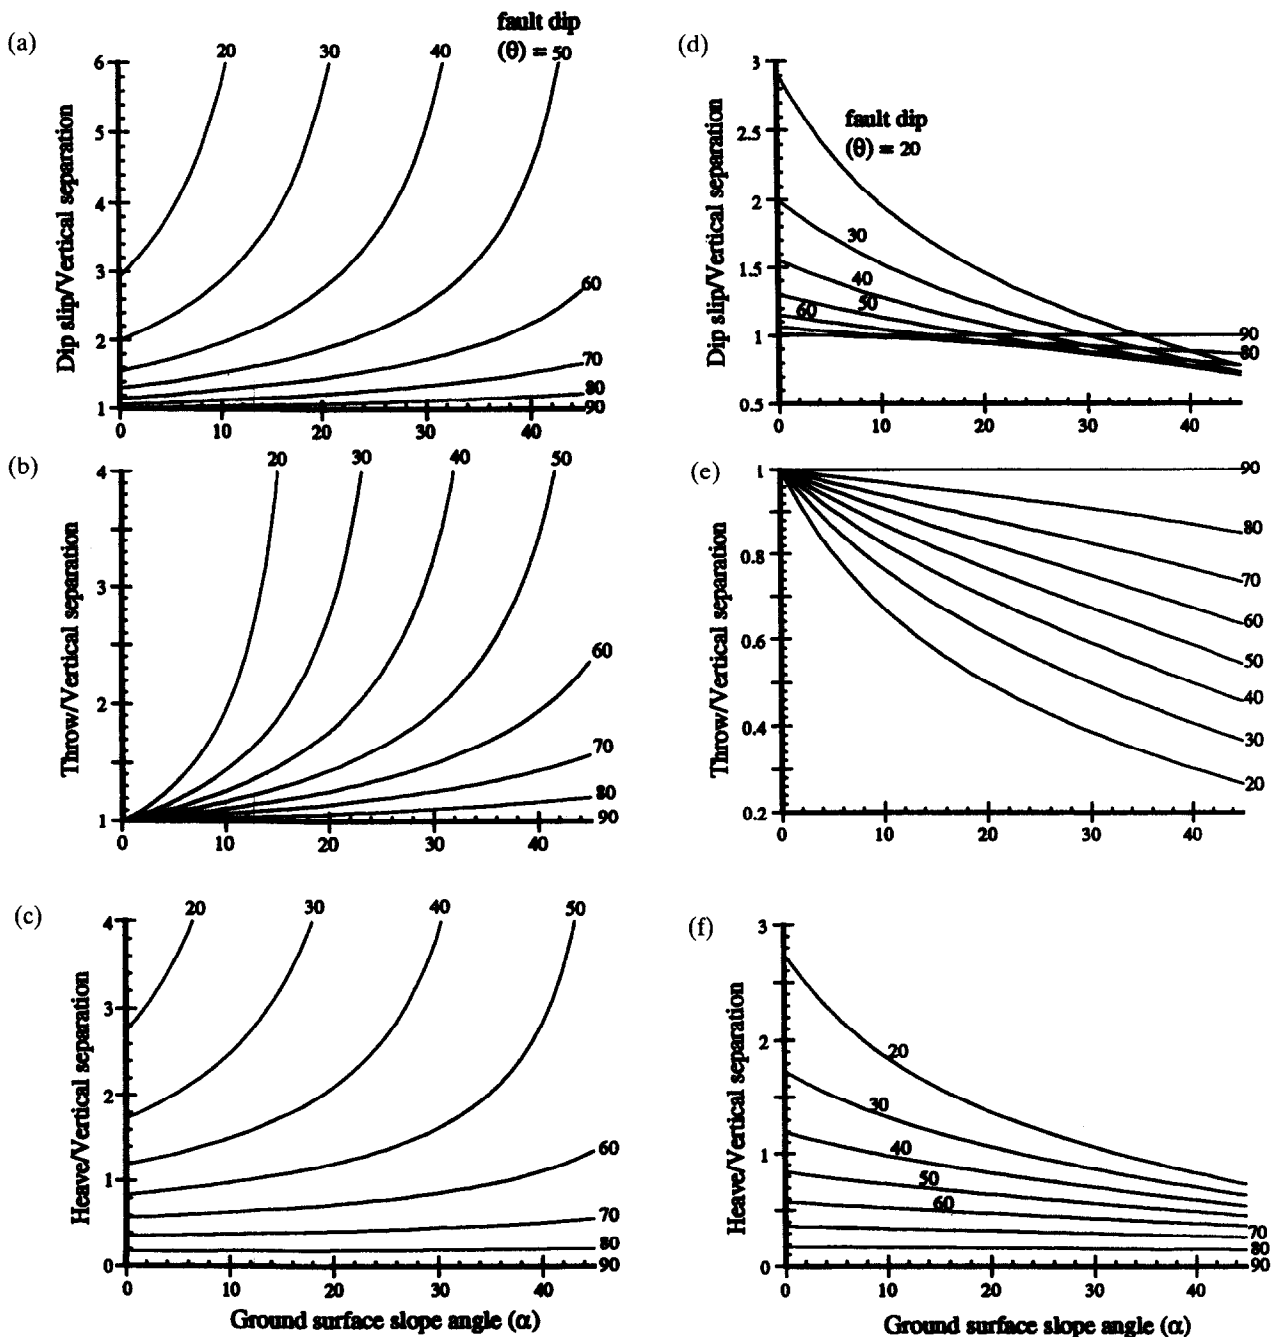 (a)
fault dip
(θ) = 50
20 30 40
6
5
4
3
2
1
Dip slip/Vertical separation
60
70
80
90
0 10 20 30 40
(d)
3
2.5
2
1.5
1
0.5
Dip slip/Vertical separation
fault dip
(θ) = 20
30
40
50
60
90
80
0 10 20 30 40
(b)
20 30 40 50
4
3
2
1
Throw/Vertical separation
60
70
80
90
0 10 20 30 40
(e)
1
0.8
0.6
0.4
0.2
Throw/Vertical separation
90
80
70
60
50
40
30
20
0 10 20 30 40
(c)
20 30 40 50
4
3
2
1
0
Heave/Vertical separation
60
70
80
90
0 10 20 30 40
Ground surface slope angle (α)
(f)
3
2
1
0
Heave/Vertical separation
20
30
40
50
60
70
80
90
0 10 20 30 40
Ground surface slope angle (α)